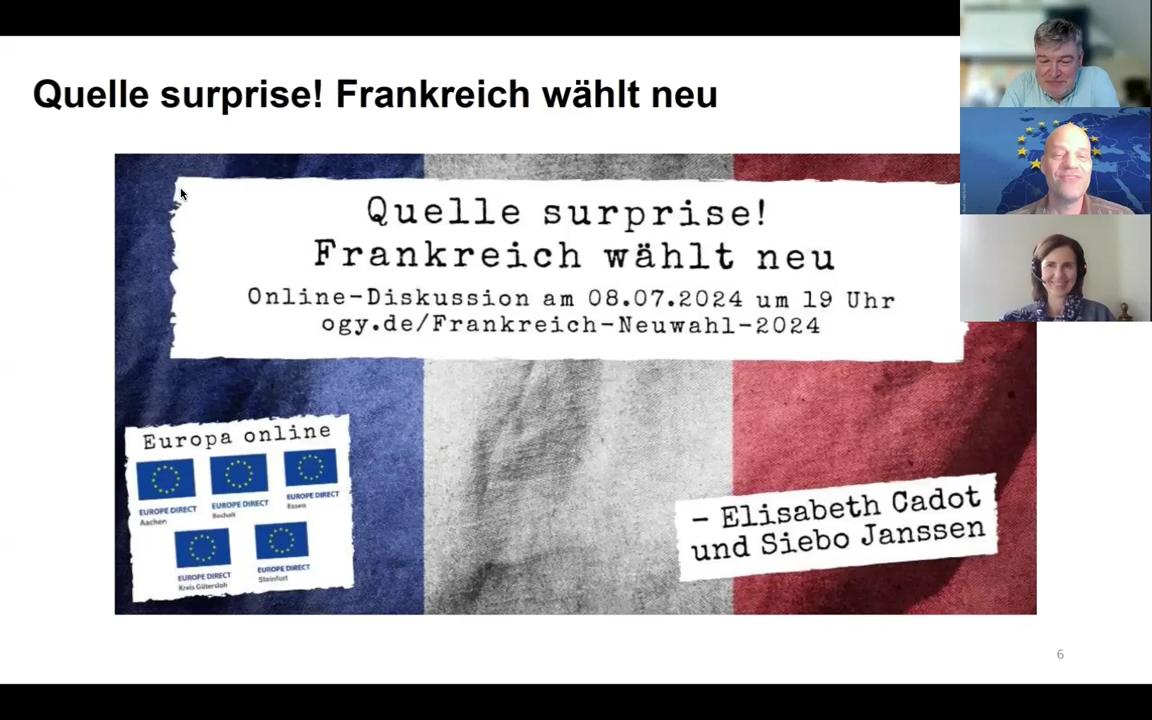 Quelle surprise! Frankreich wählt neu
Quelle surprise!
Frankreich wählt neu
Online-Diskussion am 08.07.2024 um 19 Uhr
ogy.de/Frankreich-Neuwahl-2024
Europa online
EUROPE DIRECT
Aachen
EUROPE DIRECT
Bocholt
EUROPE DIRECT
Essen
EUROPE DIRECT
Kreis Gütersloh
EUROPE DIRECT
Steinfurt
– Elisabeth Cadot
und Siebo Janssen
6